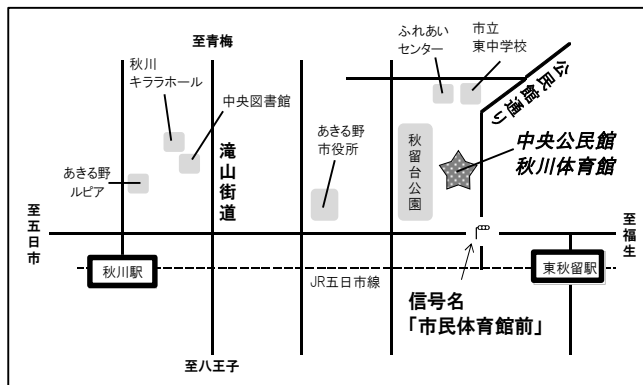 至青梅
ふれあい
センター
市立
東中学校
秋川
キララホール
中央図書館
公民館通り
滝山街道
あきる野
市役所
秋留台公園
中央公民館
秋川体育館
あきる野
ルピア
至五日市
至福生
秋川駅
JR五日市線
東秋留駅
信号名
「市民体育館前」
至八王子